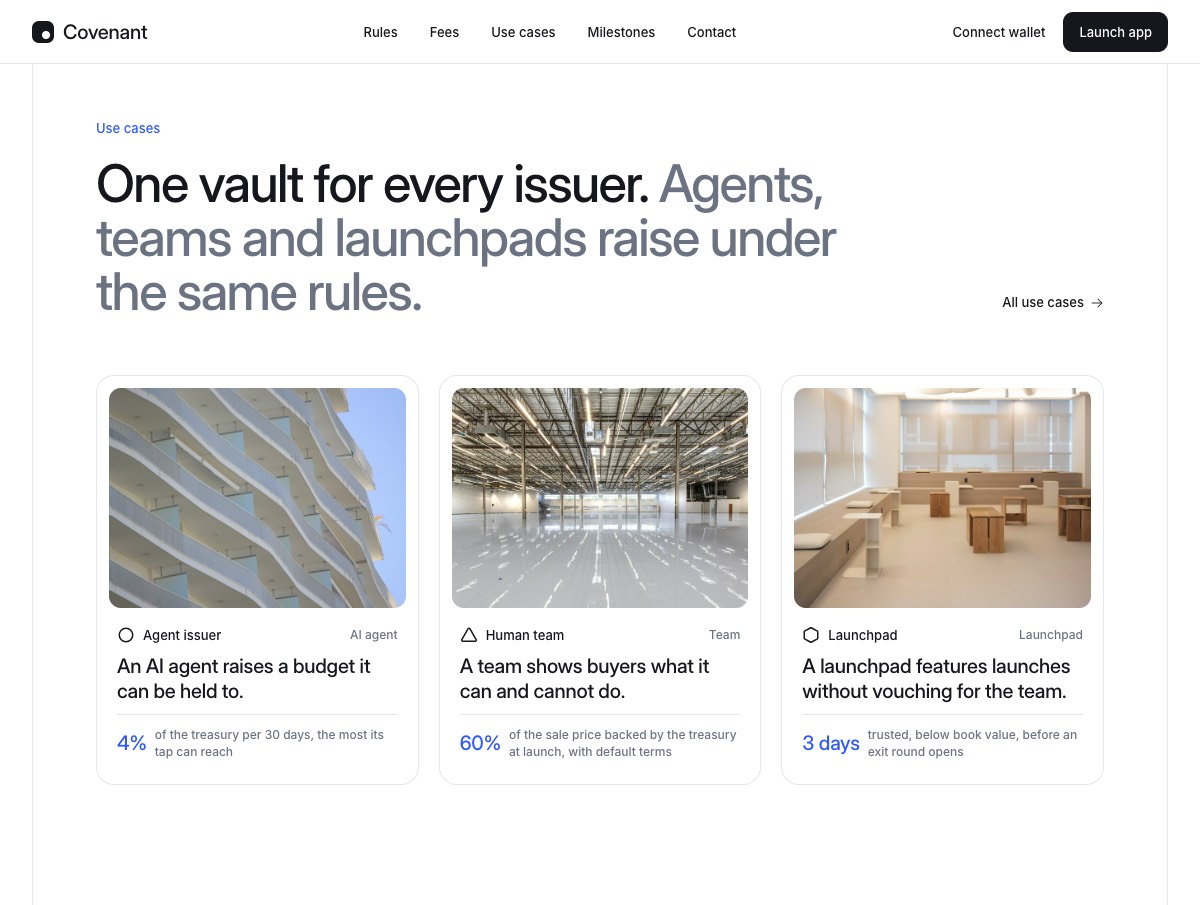 Covenant
Rules
Fees
Use cases
Milestones
Contact
Connect wallet
Launch app
Use cases
One vault for every issuer. Agents,
teams and launchpads raise under
the same rules.
All use cases →
Agent issuer
AI agent
An AI agent raises a budget it
can be held to.
4%
of the treasury per 30 days, the most its
tap can reach
Human team
Team
A team shows buyers what it
can and cannot do.
60%
of the sale price backed by the treasury
at launch, with default terms
Launchpad
Launchpad
A launchpad features launches
without vouching for the team.
3 days
trusted, below book value, before an
exit round opens